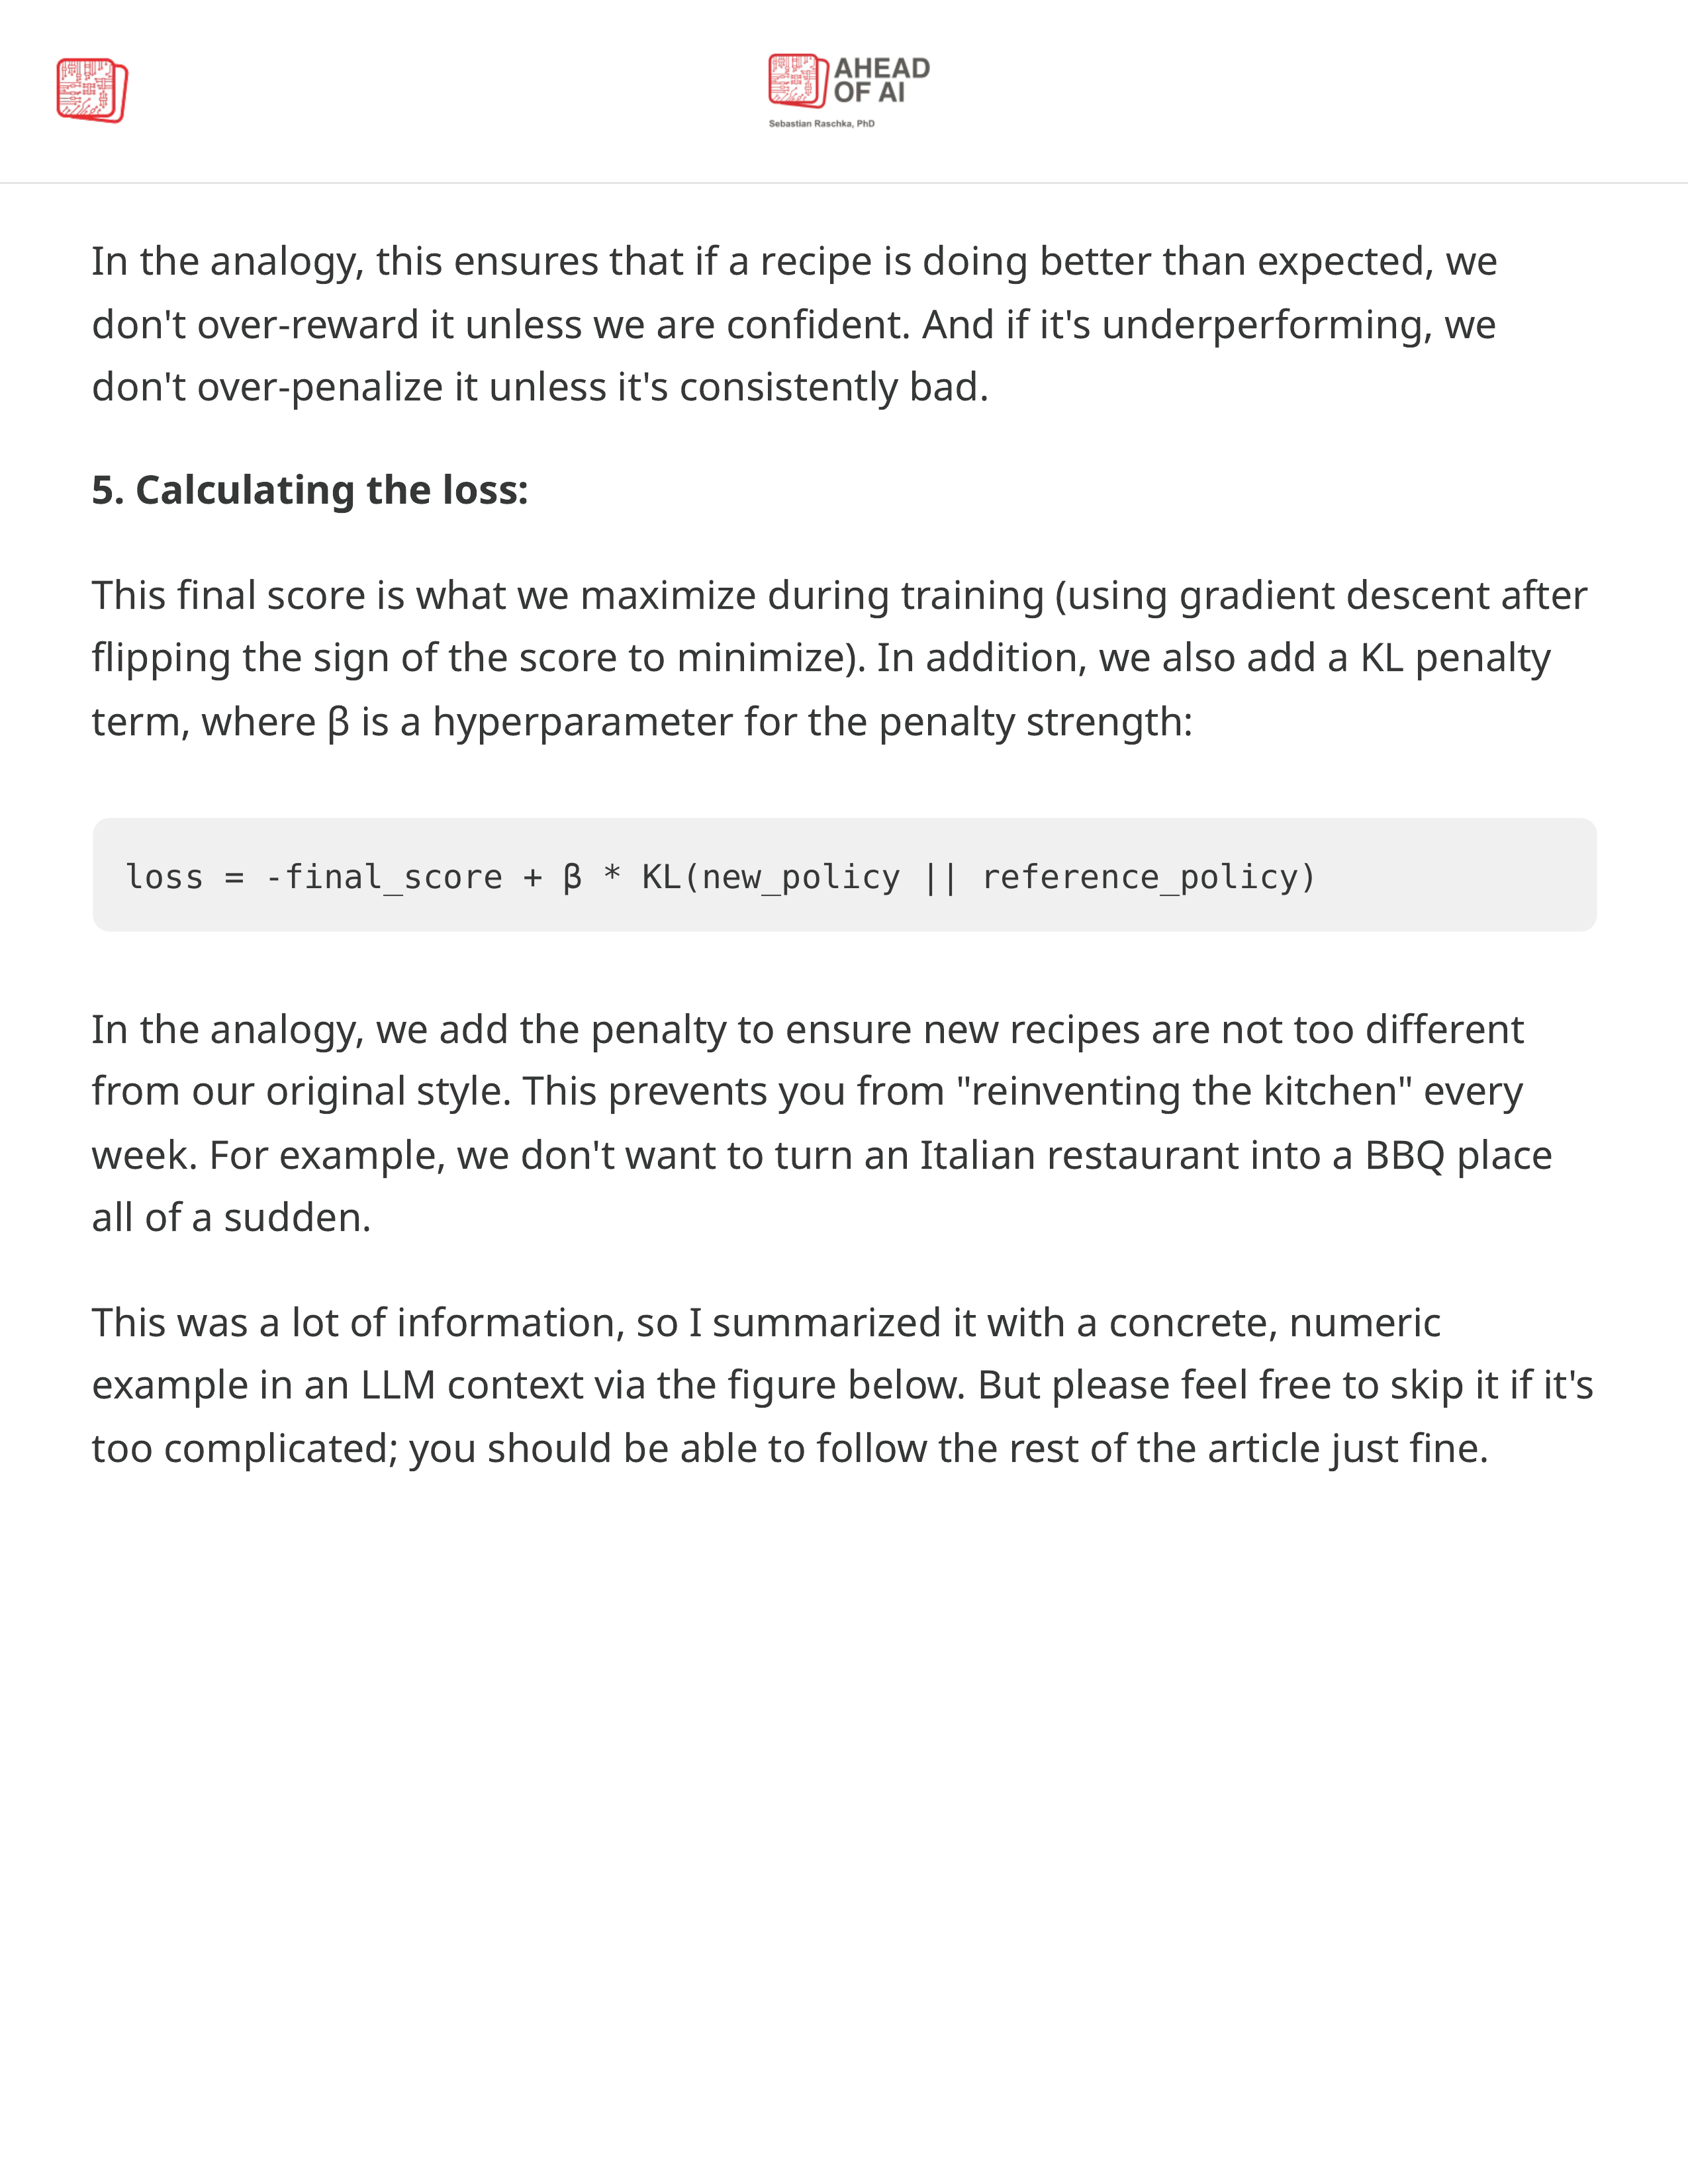 AHEAD
OF AI
Sebastian Raschka, PhD
In the analogy, this ensures that if a recipe is doing better than expected, we
don't over-reward it unless we are confident. And if it's underperforming, we
don't over-penalize it unless it's consistently bad.
5. Calculating the loss:
This final score is what we maximize during training (using gradient descent after
flipping the sign of the score to minimize). In addition, we also add a KL penalty
term, where β is a hyperparameter for the penalty strength:
loss = -final_score + β * KL(new_policy || reference_policy)
In the analogy, we add the penalty to ensure new recipes are not too different
from our original style. This prevents you from "reinventing the kitchen" every
week. For example, we don't want to turn an Italian restaurant into a BBQ place
all of a sudden.
This was a lot of information, so I summarized it with a concrete, numeric
example in an LLM context via the figure below. But please feel free to skip it if it's
too complicated; you should be able to follow the rest of the article just fine.